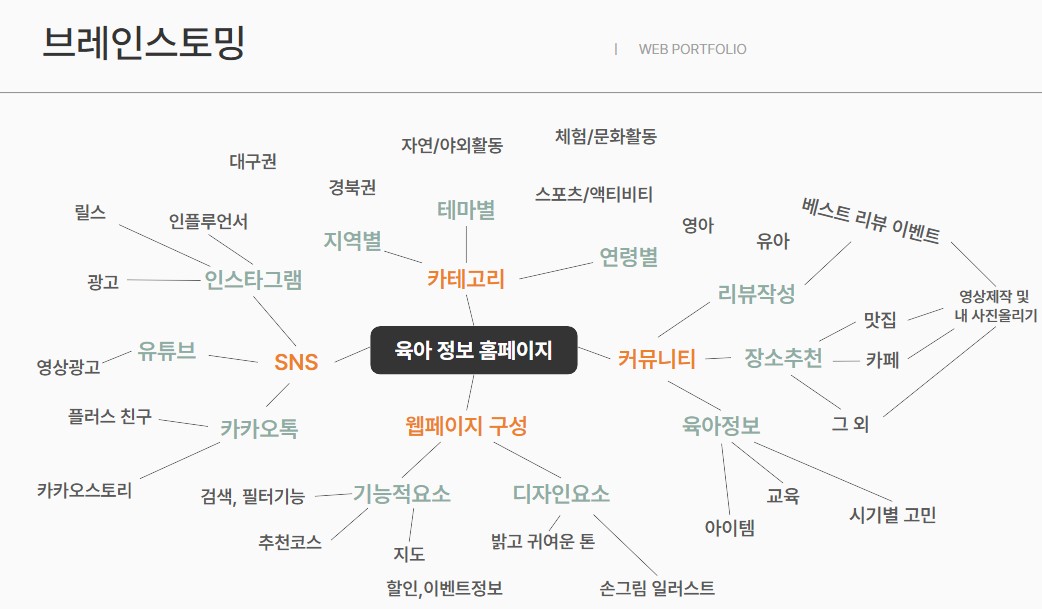 브레인스토밍
| WEB PORTFOLIO
체험/문화활동
자연/야외활동
대구권
경북권
스포츠/액티비티
테마별
릴스
인플루언서
지역별
영아
유아
베스트 리뷰 이벤트
연령별
광고
인스타그램
카테고리
리뷰작성
영상제작 및
내 사진올리기
맛집
유튜브
영상광고
SNS
육아 정보 홈페이지
커뮤니티
장소추천
카페
플러스 친구
카카오톡
웹페이지 구성
육아정보
그 외
카카오스토리
검색, 필터기능
기능적요소
디자인요소
교육
시기별 고민
아이템
추천코스
지도
밝고 귀여운 톤
할인,이벤트정보
손그림 일러스트